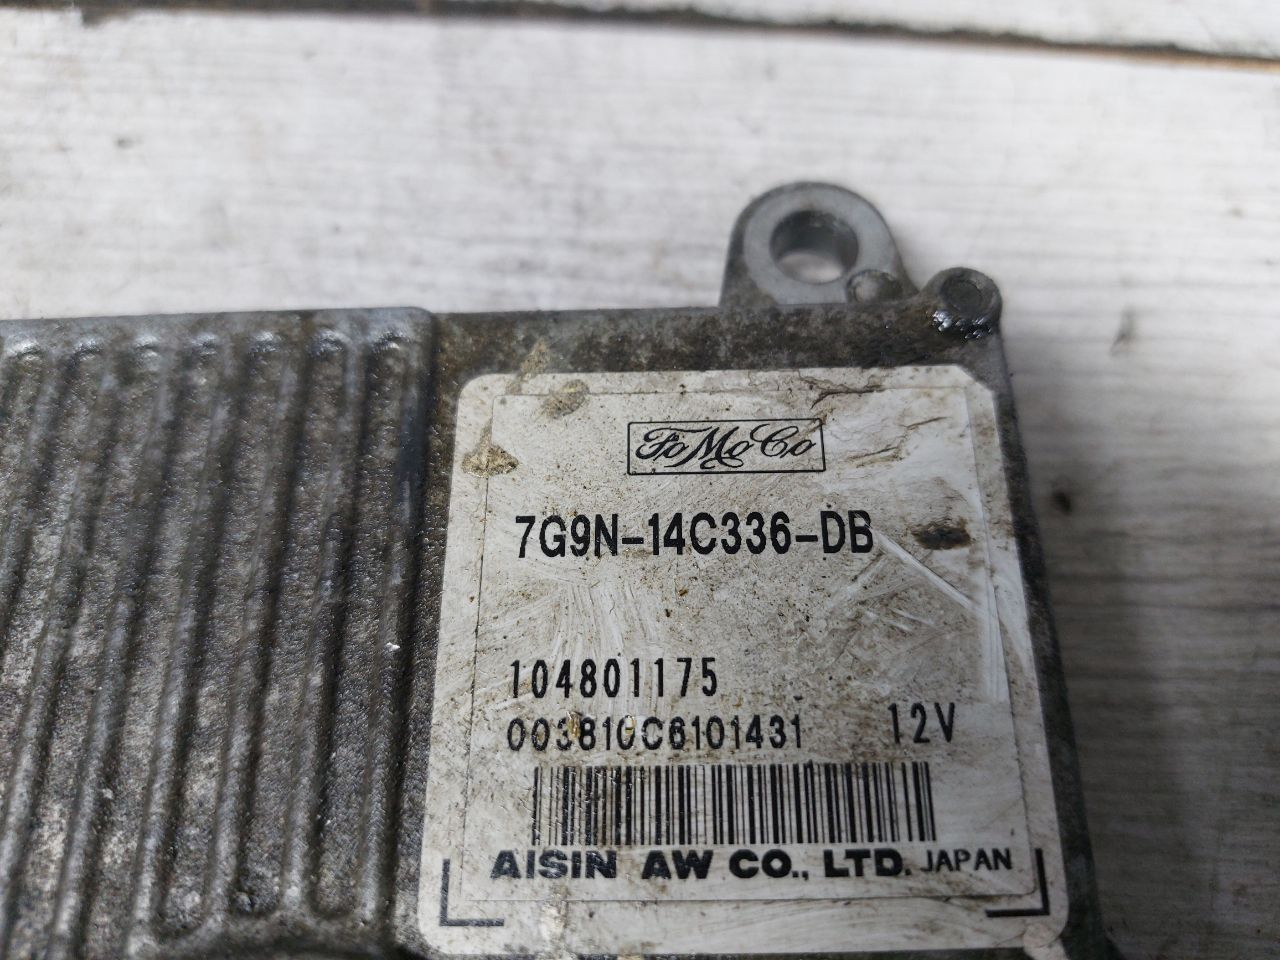 FoMoCo
7G9N-14C336-DB
104801175
003810C6101431 12V
AISIN AW CO., LTD. JAPAN